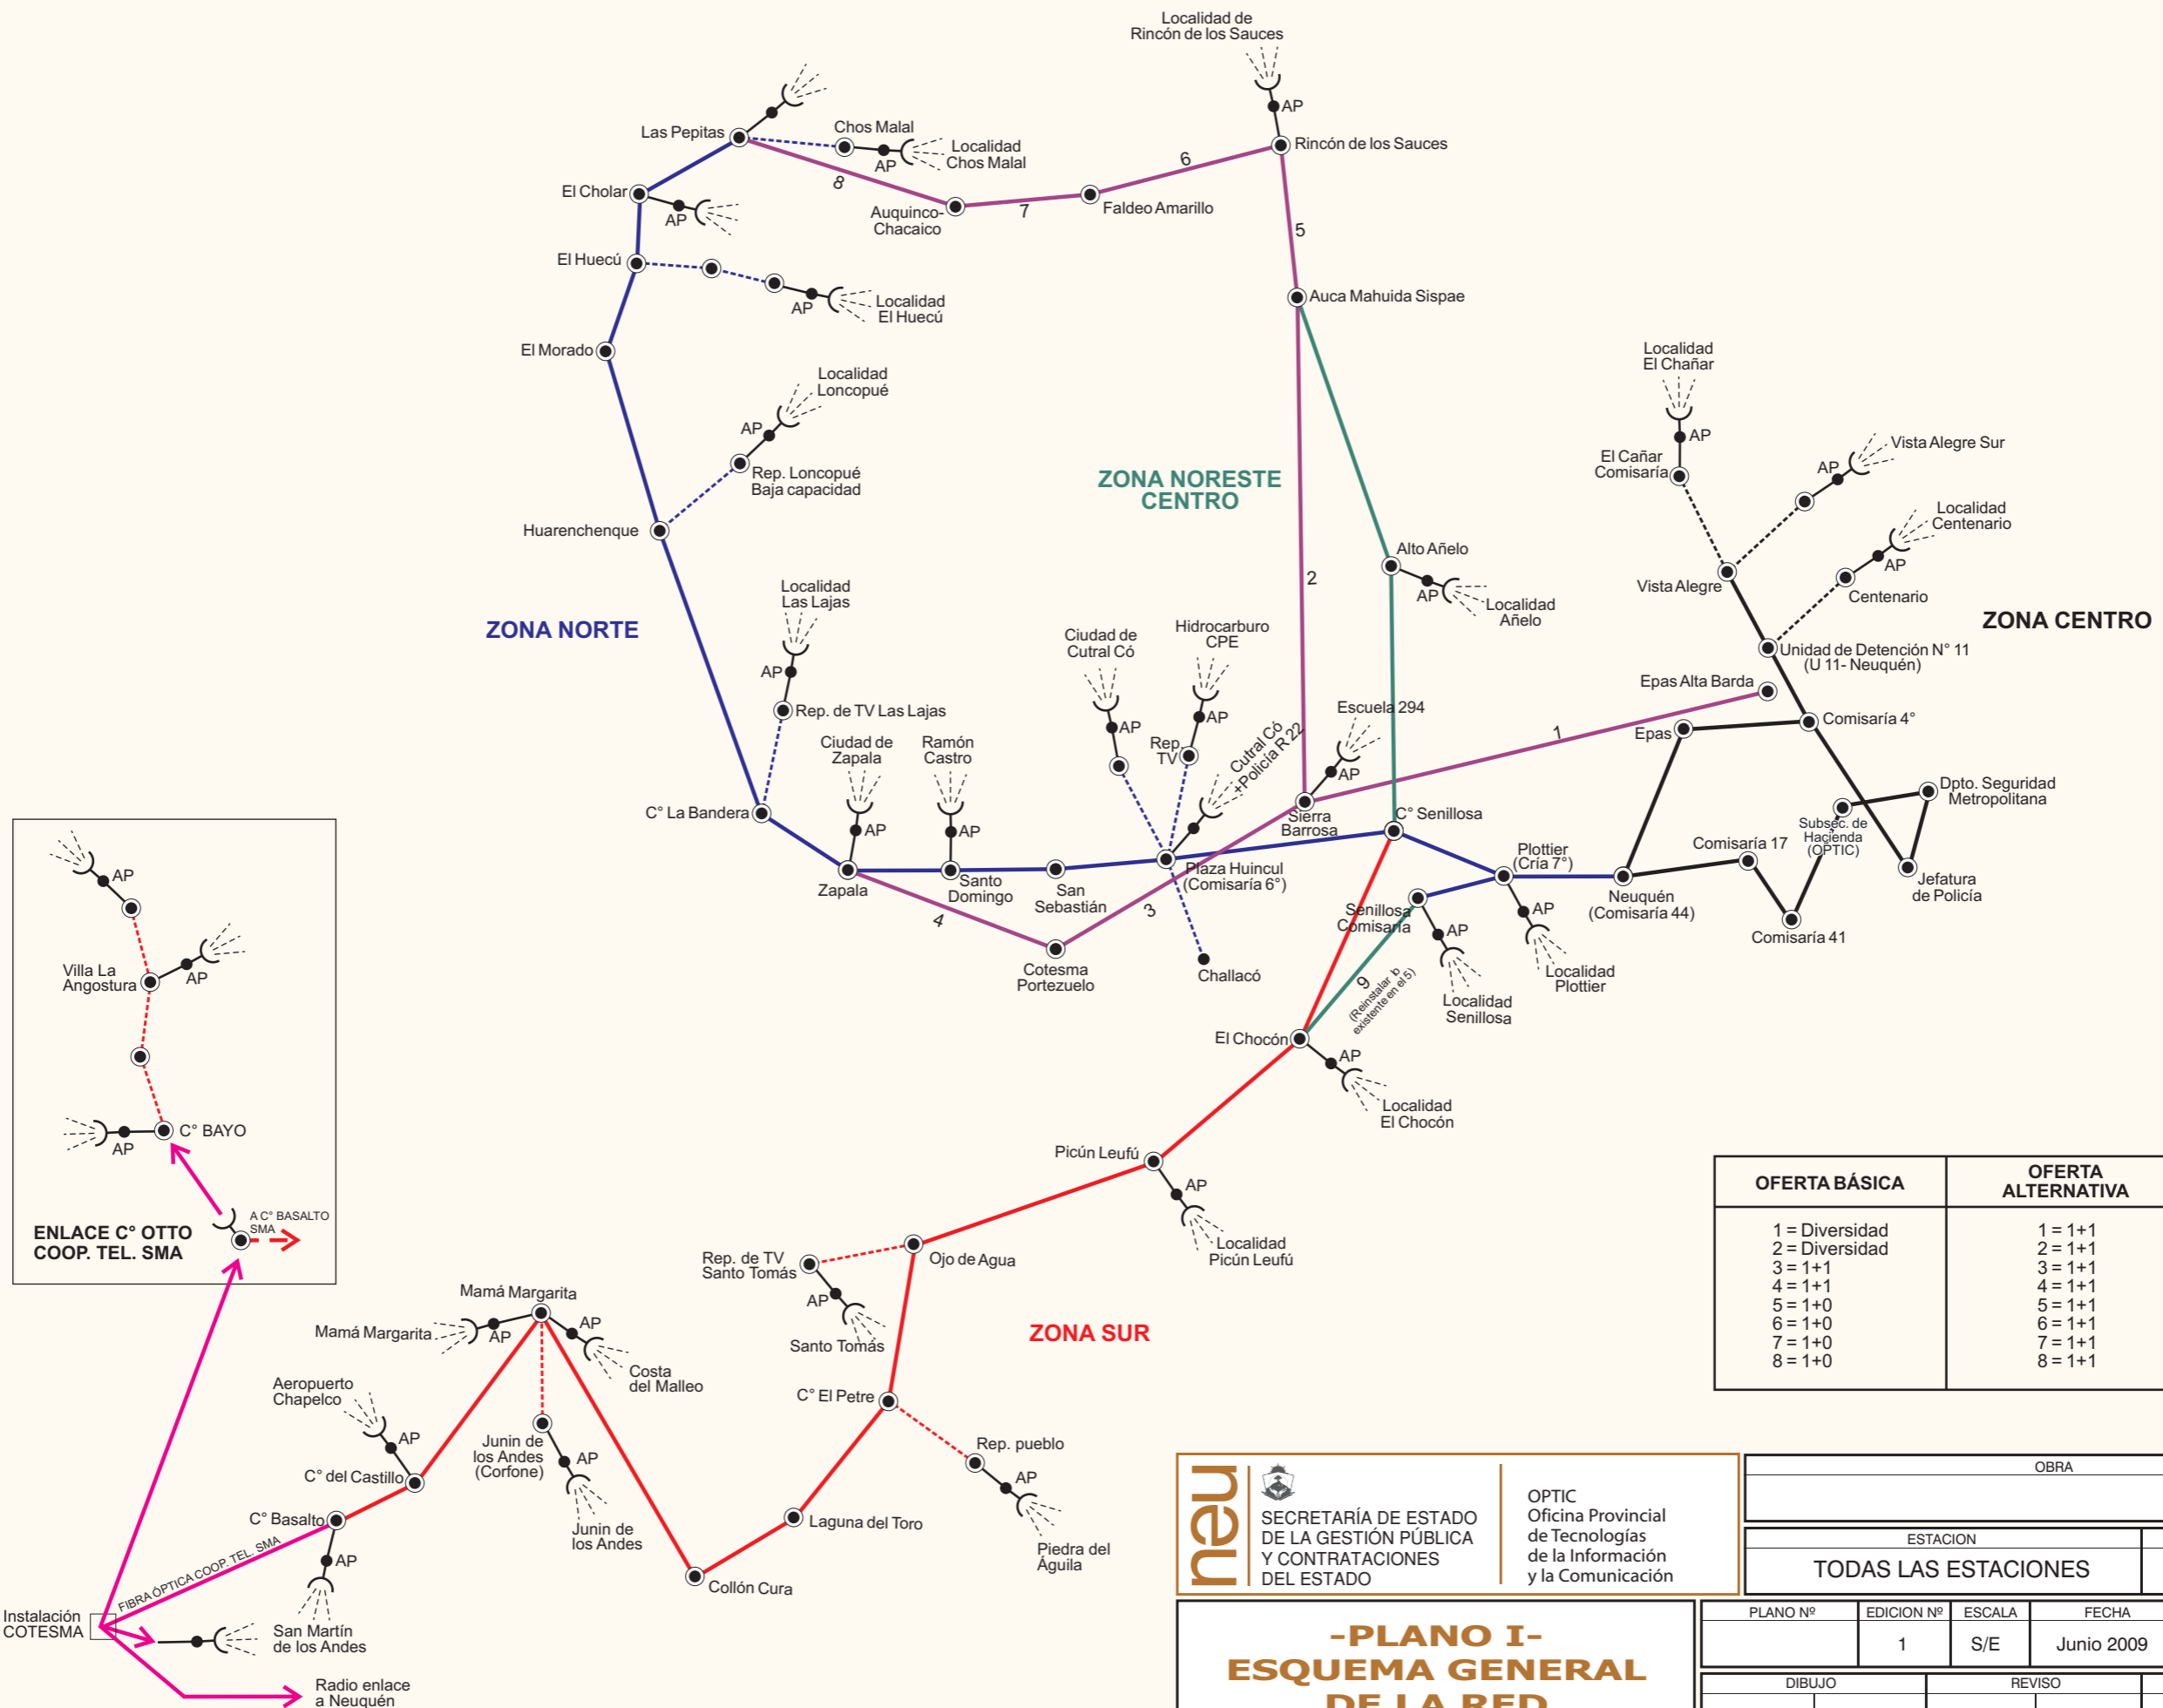 Localidad de
Rincón de los Sauces
AP
Rincón de los Sauces
Las Pepitas
Chos Malal
AP
Localidad
Chos Malal
8
6
7
El Cholar
AP
Auquinco-
Chacaico
Faldeo Amarillo
5
El Huecú
AP
Localidad
El Huecú
Auca Mahuida Sispae
El Morado
Localidad
Loncopué
AP
Rep. Loncopué
Baja capacidad
Huarenchenque
ZONA NORESTE
CENTRO
Localidad
El Chañar
AP
El Cañar
Comisaría
AP
Vista Alegre Sur
Localidad
Centenario
AP
Centenario
Vista Alegre
ZONA CENTRO
Alto Añelo
AP
Localidad
Añelo
2
ZONA NORTE
Localidad
Las Lajas
AP
Rep. de TV Las Lajas
Ciudad de
Cutral Có
AP
Hidrocarburo
CPE
AP
Rep.
TV
Cutral Có
+Policía R 22
Escuela 294
AP
Sierra
Barrosa
Unidad de Detención N° 11
(U 11- Neuquén)
Epas Alta Barda
1
Epas
Comisaría 4°
Dpto. Seguridad
Metropolitana
Subsec. de
Hacienda
(OPTIC)
Comisaría 17
Comisaría 41
Jefatura
de Policía
Ciudad de
Zapala
AP
Ramón
Castro
AP
C° La Bandera
Zapala
Santo
Domingo
San
Sebastián
Plaza Huincul
(Comisaría 6°)
C° Senillosa
Plottier
(Cría 7°)
Neuquén
(Comisaría 44)
AP
Localidad
Plottier
Senillosa
Comisaría
AP
Localidad
Senillosa
4
3
Cotesma
Portezuelo
Challacó
9
(Reinstalar b
existente en el 5)
El Chocón
AP
Localidad
El Chocón
AP
Villa La
Angostura
AP
C° BAYO
AP
A C° BASALTO
SMA
ENLACE C° OTTO
COOP. TEL. SMA
Picún Leufú
AP
Localidad
Picún Leufú
Rep. de TV
Santo Tomás
AP
Santo Tomás
Ojo de Agua
ZONA SUR
Mamá Margarita
Mamá Margarita
AP
AP
Costa
del Malleo
Aeropuerto
Chapelco
AP
C° del Castillo
Junin de
los Andes
(Corfone)
AP
Junin de
los Andes
C° El Petre
Rep. pueblo
AP
Piedra del
Águila
Laguna del Toro
Collón Cura
C° Basalto
AP
FIBRA ÓPTICA COOP. TEL. SMA
San Martín
de los Andes
Instalación
COTESMA
Radio enlace
a Neuquén
OFERTA BÁSICA
1 = Diversidad
2 = Diversidad
3 = 1+1
4 = 1+1
5 = 1+0
6 = 1+0
7 = 1+0
8 = 1+0
OFERTA
ALTERNATIVA
1 = 1+1
2 = 1+1
3 = 1+1
4 = 1+1
5 = 1+1
6 = 1+1
7 = 1+1
8 = 1+1
neu
SECRETARÍA DE ESTADO
DE LA GESTIÓN PÚBLICA
Y CONTRATACIONES
DEL ESTADO
OPTIC
Oficina Provincial
de Tecnologías
de la Información
y la Comunicación
OBRA
ESTACION
TODAS LAS ESTACIONES
PLANO Nº
EDICION Nº
1
ESCALA
S/E
FECHA
Junio 2009
DIBUJO
REVISO
-PLANO I-
ESQUEMA GENERAL
DE LA RED